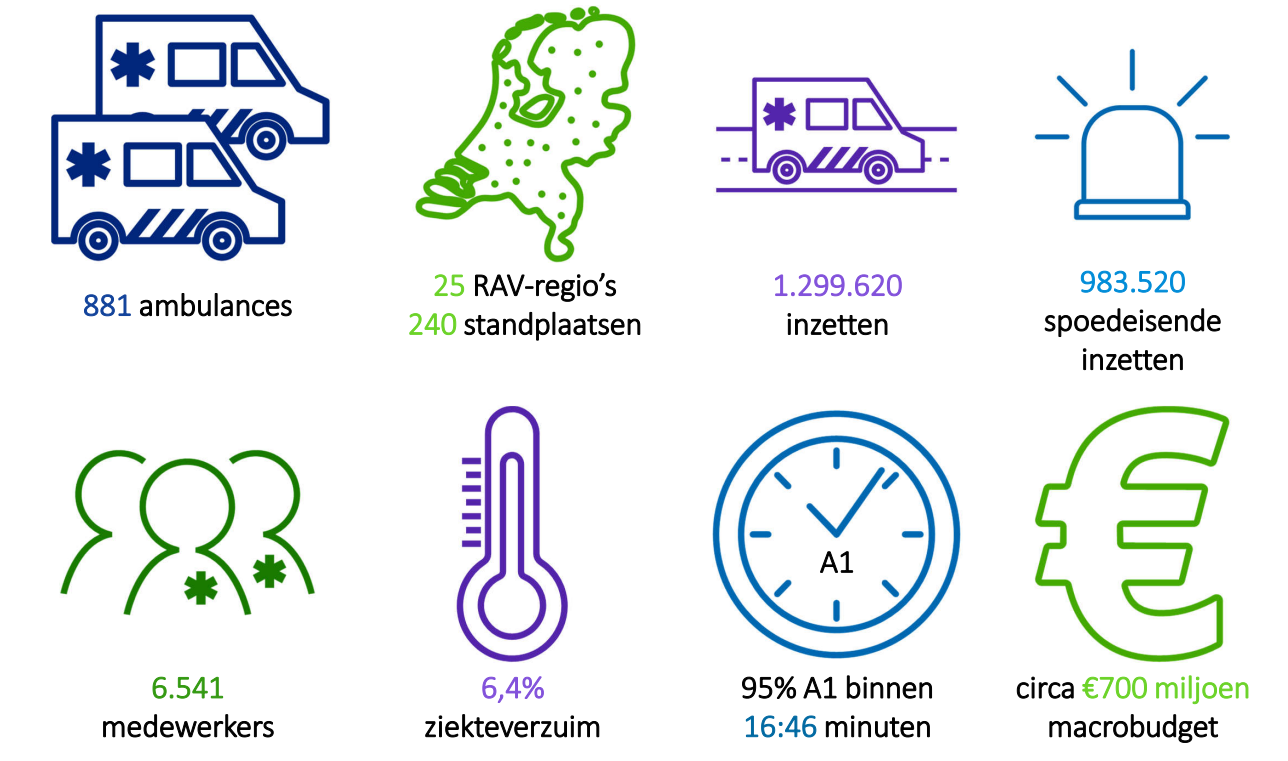 881 ambulances
25 RAV-regio’s
240 standplaatsen
1.299.620
inzetten
983.520
spoedeisende
inzetten
6.541
medewerkers
6,4%
ziekteverzuim
A1
95% A1 binnen
16:46 minuten
circa €700 miljoen
macrobudget